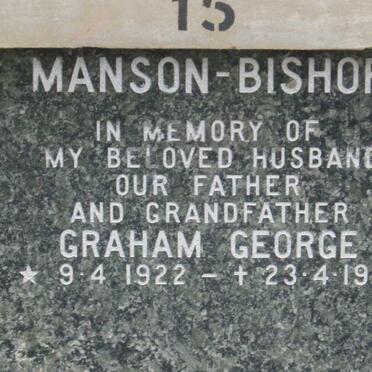 15
MANSON-BISHOP
IN MEMORY OF
MY BELOVED HUSBAND
OUR FATHER
AND GRANDFATHER
GRAHAM GEORGE
★ 9·4 1922 – ✝ 23·4·19